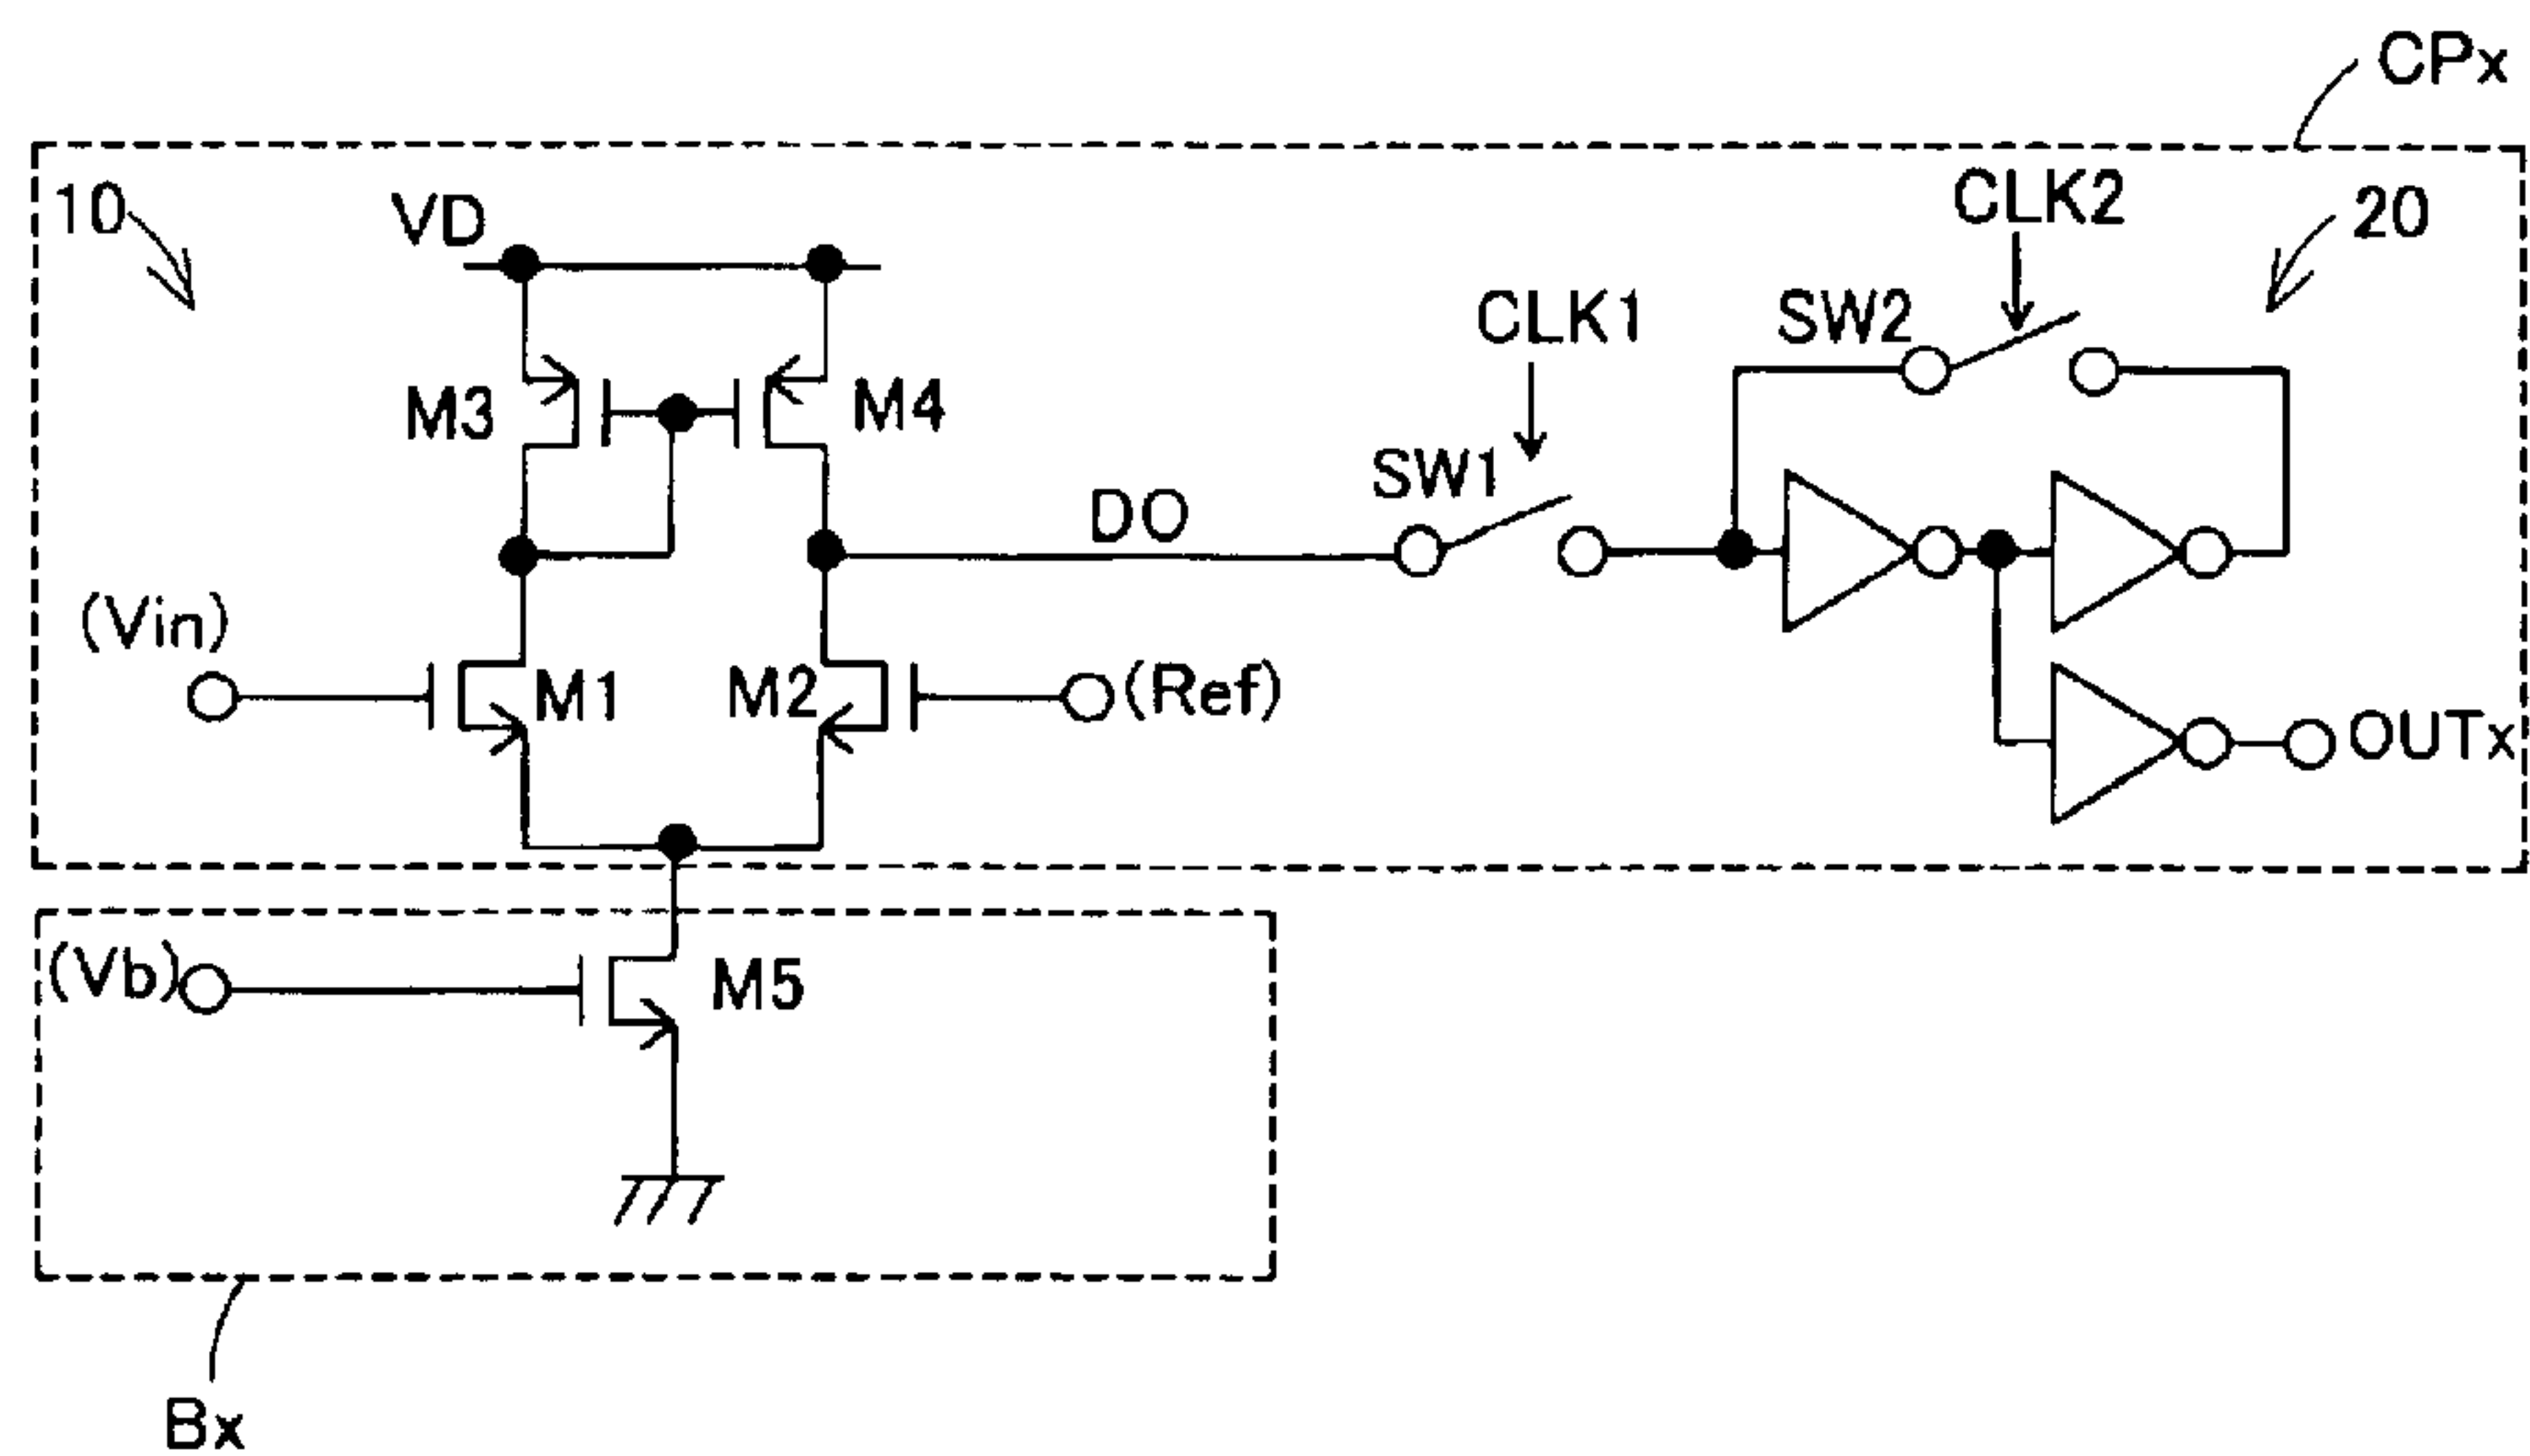 CPx
10
VD
CLK2
20
CLK1
SW2
M3
M4
SW1
DO
(Vin)
M1
M2
(Ref)
OUTx
(Vb)
M5
Bx